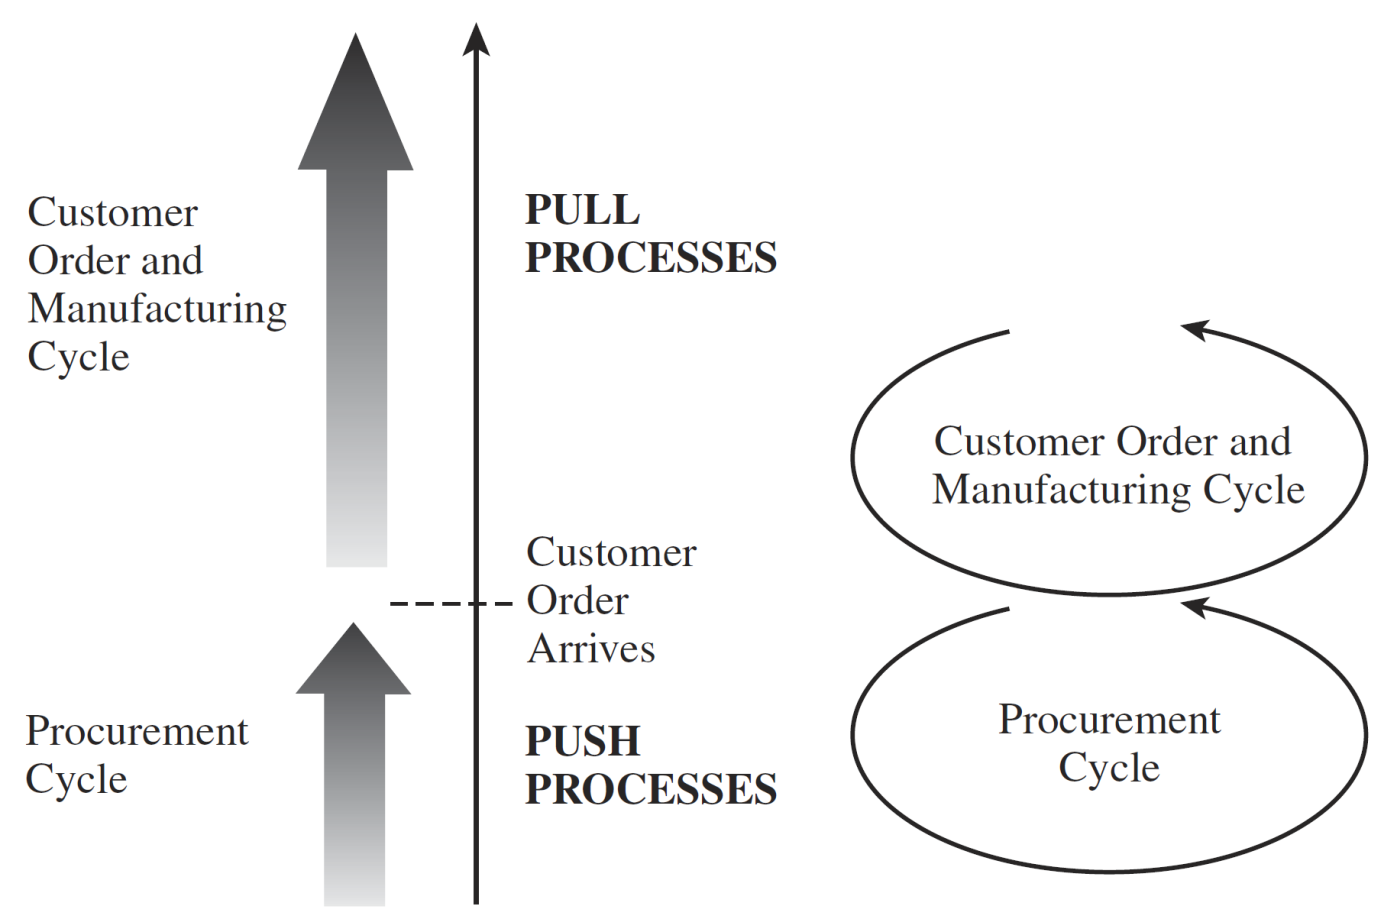 Customer
Order and
Manufacturing
Cycle
PULL
PROCESSES
Customer Order and
Manufacturing Cycle
Customer
Order
Arrives
Procurement
Cycle
PUSH
PROCESSES
Procurement
Cycle